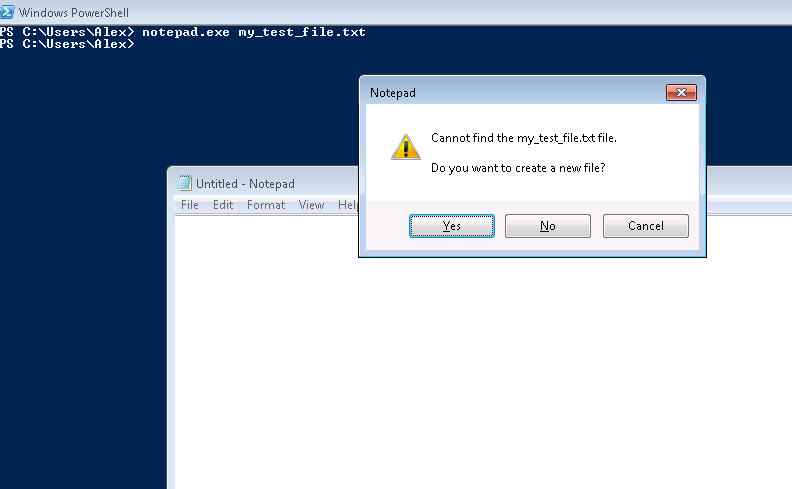 Windows PowerShell
PS C:\Users\Alex> notepad.exe my_test_file.txt
PS C:\Users\Alex>
Notepad
Cannot find the my_test_file.txt file.
Do you want to create a new file?
Yes No Cancel
Untitled - Notepad
File Edit Format View Help